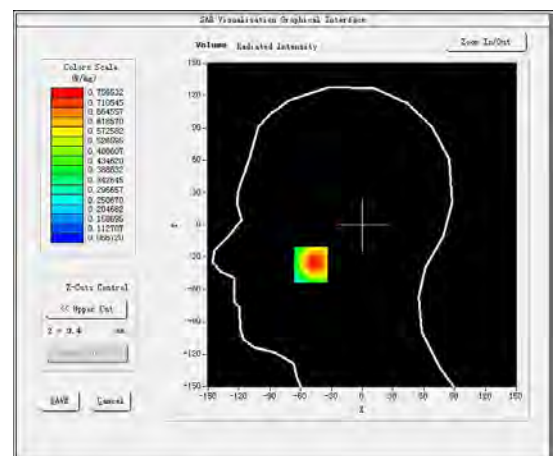 SAR Visualisation Graphical Interface
Volume Radiated Intensity
Zoom In/Out
Colors Scale
(W/kg)
0.756532
0.710545
0.664557
0.618570
0.572582
0.526595
0.480607
0.434620
0.388632
0.342645
0.296657
0.250670
0.204682
0.158695
0.112707
Z-Cuts Control
<< Upper Cut
Z = 0.4 mm
SAVE
Cancel
150-
120-
90-
60-
30-
0-
-30-
-60-
-90-
-120-
-150-
-150 -120 -90 -60 -30 0 30 60 90 120 150
X